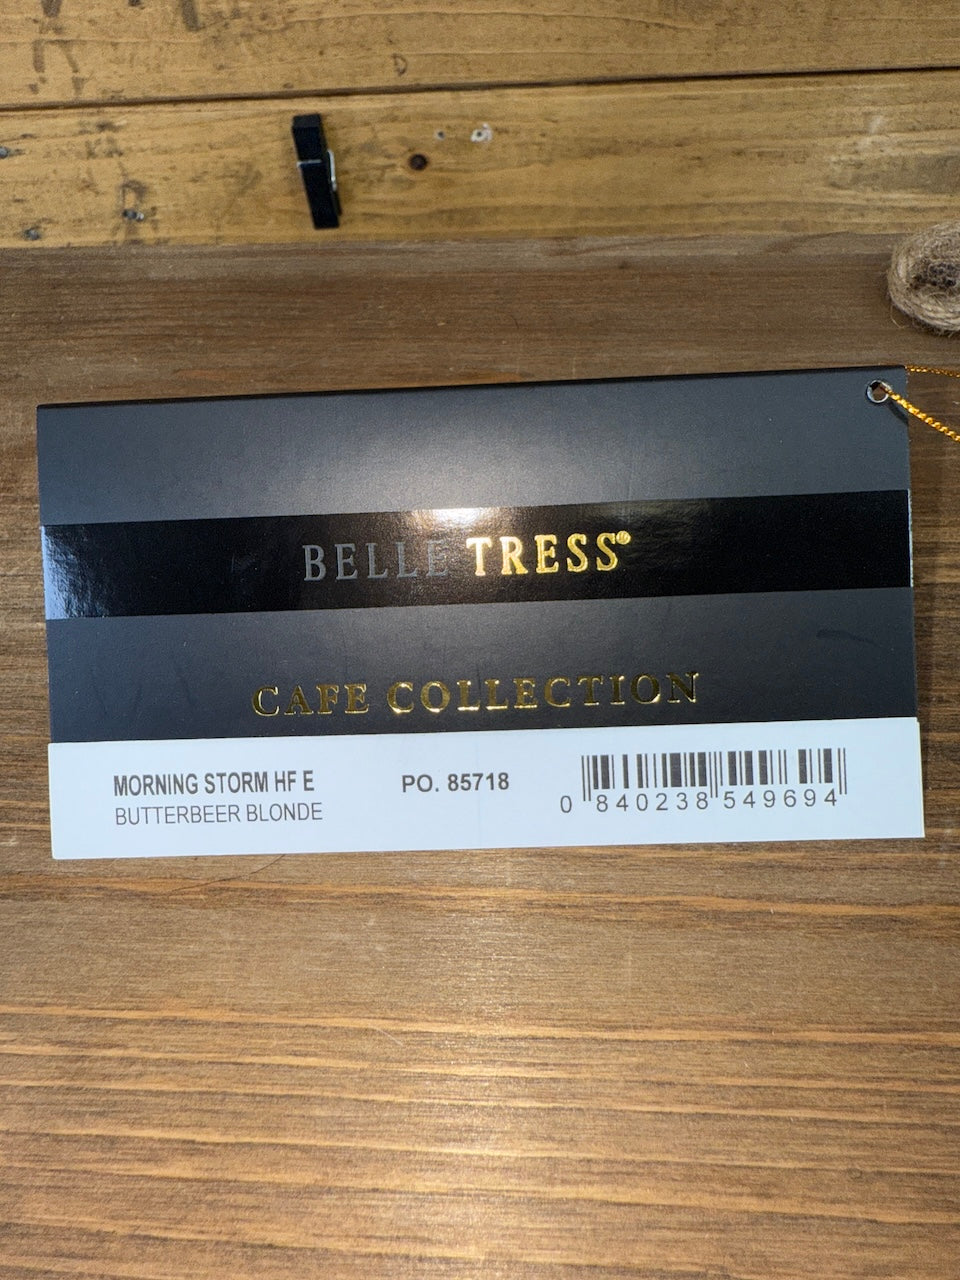 BELLE TRESS®
CAFE COLLECTION
MORNING STORM HF E
BUTTERBEER BLONDE
PO. 85718
0 840238 549694